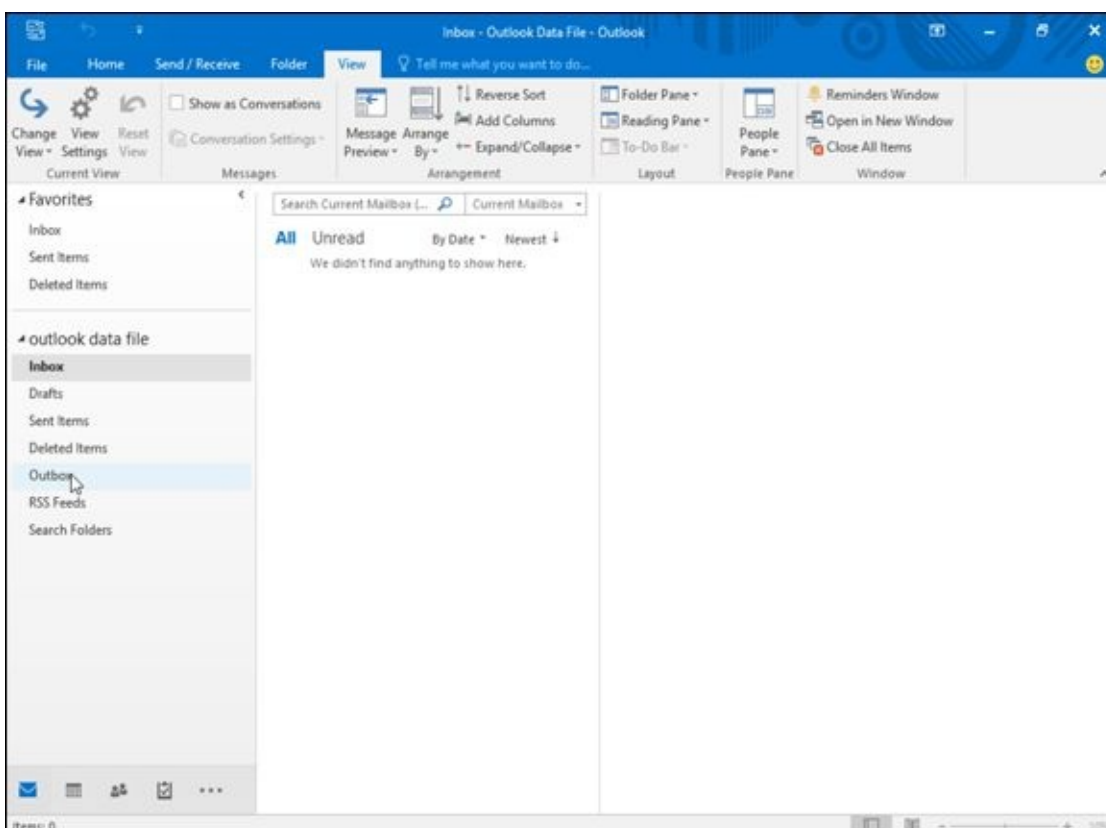 Inbox - Outlook Data File - Outlook
File Home Send / Receive Folder View Tell me what you want to do...
Change View View Settings Reset View
Current View
Show as Conversations
Conversation Settings
Messages
Message Preview Arrange By
Reverse Sort
Add Columns
Expand/Collapse
Arrangement
Folder Pane
Reading Pane
To-Do Bar
Layout
People Pane
People Pane
Reminders Window
Open in New Window
Close All Items
Window
Favorites
Inbox
Sent Items
Deleted Items
outlook data file
Inbox
Drafts
Sent Items
Deleted Items
Outbox
RSS Feeds
Search Folders
Search Current Mailbox (... Current Mailbox
All Unread By Date Newest
We didn't find anything to show here.
Items: 0